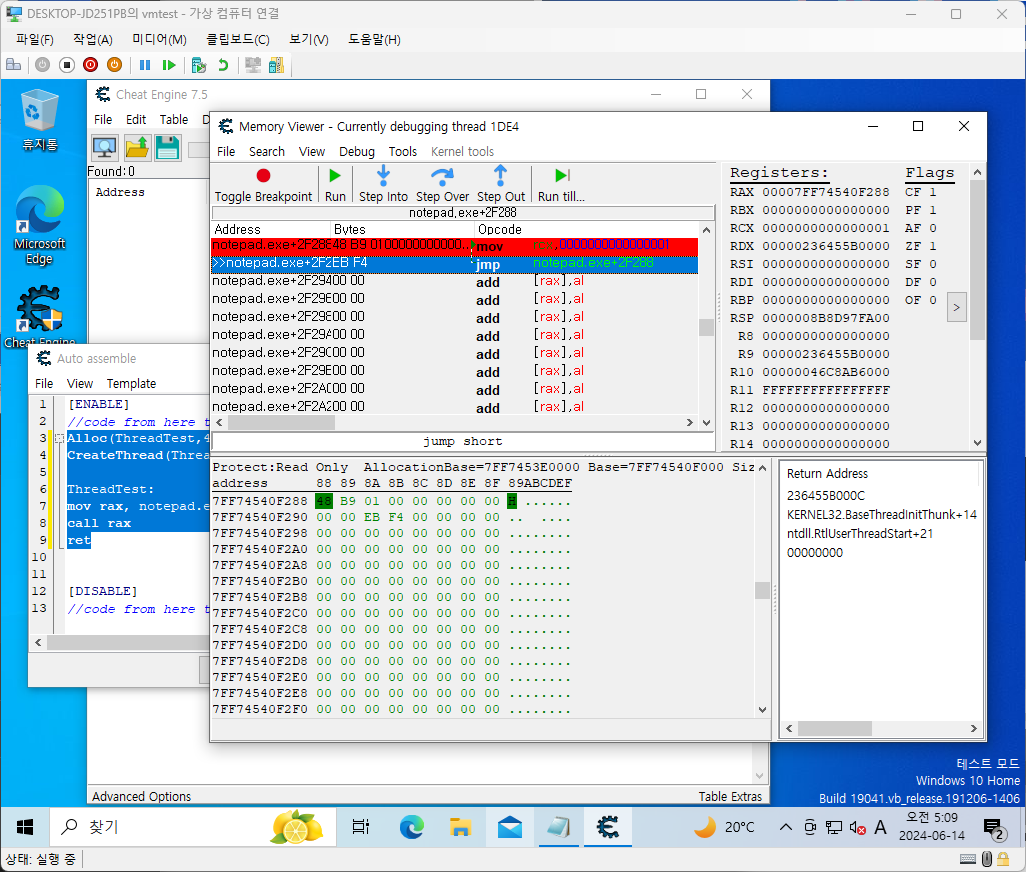 DESKTOP-JD251PB의 vmtest - 가상 컴퓨터 연결
파일(F) 작업(A) 미디어(M) 클립보드(C) 보기(V) 도움말(H)
휴지통
Microsoft Edge
Cheat Engine
Cheat Engine 7.5
File Edit Table D
Found:0
Address
Advanced Options
Table Extras
Auto assemble
File View Template
1 [ENABLE]
2 //code from here t
3 Alloc(ThreadTest,4
4 CreateThread(Threa
5
6 ThreadTest:
7 mov rax, notepad.e
8 call rax
9 ret
10
11
12 [DISABLE]
13 //code from here t
Memory Viewer - Currently debugging thread 1DE4
File Search View Debug Tools Kernel tools
Toggle Breakpoint Run Step Into Step Over Step Out Run till...
notepad.exe+2F288
Address Bytes Opcode
notepad.exe+2F288 48 B9 0100000000000... mov rcx,0000000000000001
>>notepad.exe+2F2 EB F4 jmp notepad.exe+2F288
notepad.exe+2F294 00 00 add [rax],al
notepad.exe+2F296 00 00 add [rax],al
notepad.exe+2F298 00 00 add [rax],al
notepad.exe+2F29A 00 00 add [rax],al
notepad.exe+2F29C 00 00 add [rax],al
notepad.exe+2F29E 00 00 add [rax],al
notepad.exe+2F2A0 00 00 add [rax],al
notepad.exe+2F2A2 00 00 add [rax],al
jump short
Registers:
RAX 00007FF74540F288
RBX 0000000000000000
RCX 0000000000000001
RDX 00000236455B0000
RSI 0000000000000000
RDI 0000000000000000
RBP 0000000000000000
RSP 0000008B8D97FA00
R8 0000000000000000
R9 00000236455B0000
R10 00000046C8AB6000
R11 FFFFFFFFFFFFFFFF
R12 0000000000000000
R13 0000000000000000
R14 0000000000000000
Flags
CF 1
PF 1
AF 0
ZF 1
SF 0
DF 0
OF 0
>
Protect:Read Only AllocationBase=7FF7453E0000 Base=7FF74540F000 Siz
address 88 89 8A 8B 8C 8D 8E 8F 89ABCDEF
7FF74540F288 48 B9 01 00 00 00 00 00 H ......
7FF74540F290 00 00 EB F4 00 00 00 00 .. ....
7FF74540F298 00 00 00 00 00 00 00 00 ........
7FF74540F2A0 00 00 00 00 00 00 00 00 ........
7FF74540F2A8 00 00 00 00 00 00 00 00 ........
7FF74540F2B0 00 00 00 00 00 00 00 00 ........
7FF74540F2B8 00 00 00 00 00 00 00 00 ........
7FF74540F2C0 00 00 00 00 00 00 00 00 ........
7FF74540F2C8 00 00 00 00 00 00 00 00 ........
7FF74540F2D0 00 00 00 00 00 00 00 00 ........
7FF74540F2D8 00 00 00 00 00 00 00 00 ........
7FF74540F2E0 00 00 00 00 00 00 00 00 ........
7FF74540F2E8 00 00 00 00 00 00 00 00 ........
7FF74540F2F0 00 00 00 00 00 00 00 00 ........
Return Address
236455B000C
KERNEL32.BaseThreadInitThunk+14
ntdll.RtlUserThreadStart+21
00000000
테스트 모드
Windows 10 Home
Build 19041.vb_release.191206-1406
찾기
20°C
A
오전 5:09
2024-06-14
2
상태: 실행 중